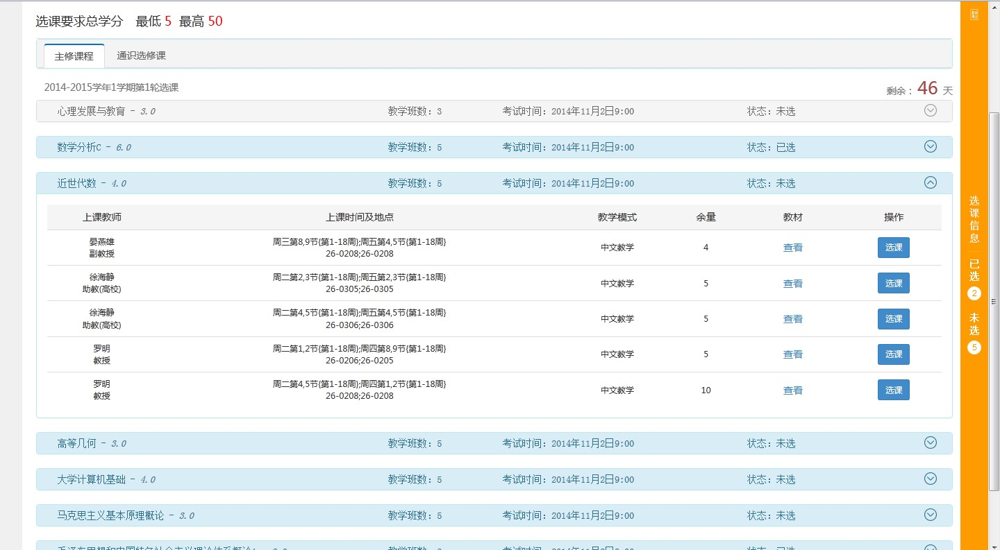 选课要求总学分 最低 5 最高 50
主修课程 通识选修课
2014-2015学年1学期第1轮选课
剩余： 46 天
心理发展与教育 - 3.0 教学班数：3 考试时间：2014年11月2日9:00 状态：未选
数学分析C - 6.0 教学班数：5 考试时间：2014年11月2日9:00 状态：已选
近世代数 - 4.0 教学班数：5 考试时间：2014年11月2日9:00 状态：未选
上课教师 上课时间及地点 教学模式 余量 教材 操作
晏燕雄 周三第8,9节{第1-18周};周五第4,5节{第1-18周}
副教授 26-0208;26-0208 中文教学 4 查看 选课
徐海静 周二第2,3节{第1-18周};周五第2,3节{第1-18周}
助教(高校) 26-0305;26-0305 中文教学 5 查看 选课
徐海静 周二第4,5节{第1-18周};周五第4,5节{第1-18周}
助教(高校) 26-0306;26-0306 中文教学 5 查看 选课
罗明 周二第1,2节{第1-18周};周四第8,9节{第1-18周}
教授 26-0206;26-0205 中文教学 5 查看 选课
罗明 周二第4,5节{第1-18周};周四第1,2节{第1-18周}
教授 26-0208;26-0208 中文教学 10 查看 选课
高等几何 - 3.0 教学班数：5 考试时间：2014年11月2日9:00 状态：未选
大学计算机基础 - 4.0 教学班数：5 考试时间：2014年11月2日9:00 状态：未选
马克思主义基本原理概论 - 3.0 教学班数：5 考试时间：2014年11月2日9:00 状态：未选
选课信息
已选
2
未选
5